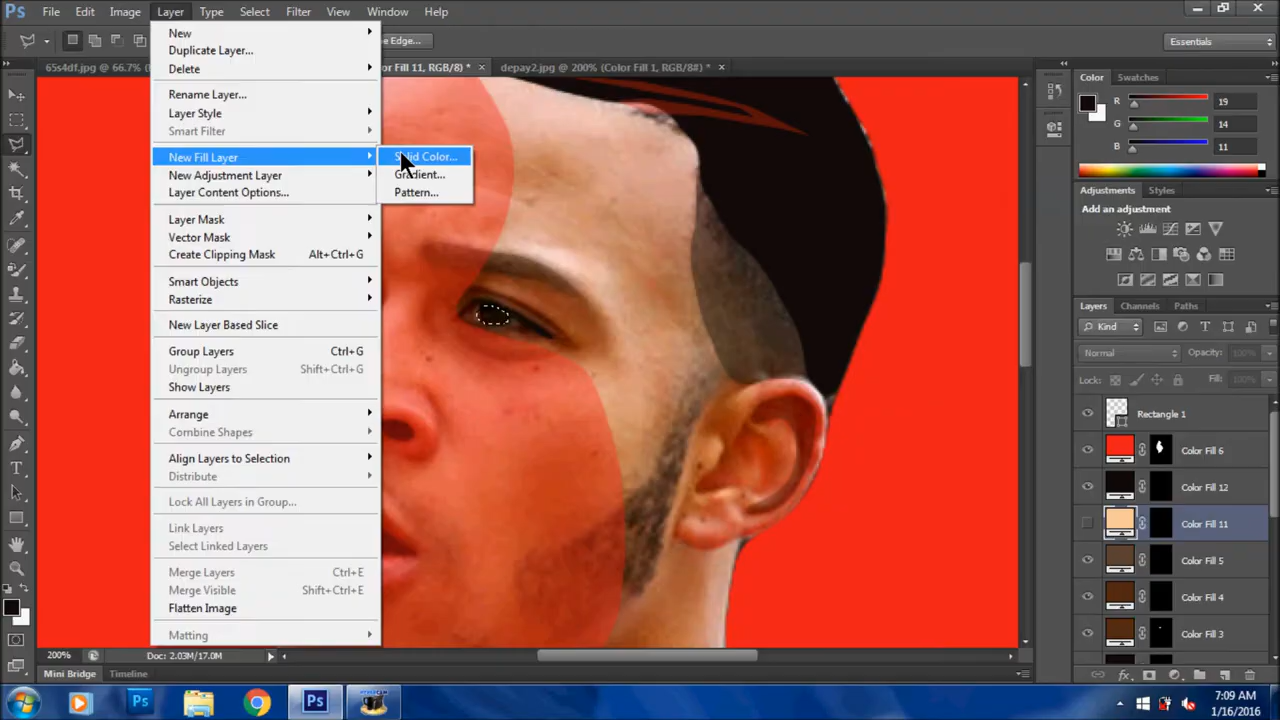 Ps File Edit Image Layer Type Select Filter View Window Help
e Edge... Essentials
65s4df.jpg @ 66.7% or Fill 11, RGB/8) * × depay2.jpg @ 200% (Color Fill 1, RGB/8#) * ×
New
Duplicate Layer...
Delete
Rename Layer...
Layer Style
Smart Filter
New Fill Layer
New Adjustment Layer
Layer Content Options...
Layer Mask
Vector Mask
Create Clipping Mask Alt+Ctrl+G
Smart Objects
Rasterize
New Layer Based Slice
Group Layers Ctrl+G
Ungroup Layers Shift+Ctrl+G
Show Layers
Arrange
Combine Shapes
Align Layers to Selection
Distribute
Lock All Layers in Group...
Link Layers
Select Linked Layers
Merge Layers Ctrl+E
Merge Visible Shift+Ctrl+E
Flatten Image
Matting
Solid Color...
Gradient...
Pattern...
Color Swatches
R 19
G 14
B 11
Adjustments Styles
Add an adjustment
Layers Channels Paths
Kind
Normal Opacity: 100%
Lock: Fill: 100%
Rectangle 1
Color Fill 6
Color Fill 12
Color Fill 11
Color Fill 5
Color Fill 4
Color Fill 3
200% Doc: 2.03M/17.0M
Mini Bridge Timeline
7:09 AM
1/16/2016